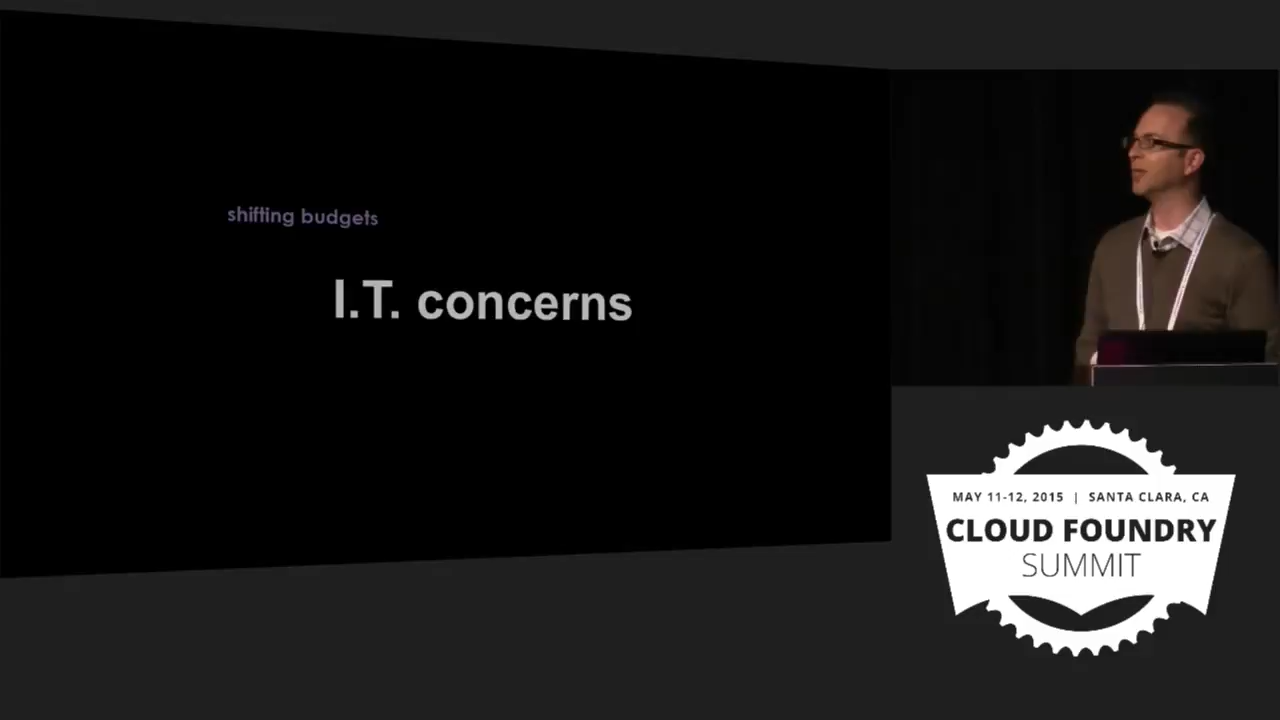 shifting budgets
I.T. concerns
MAY 11-12, 2015 | SANTA CLARA, CA
CLOUD FOUNDRY
SUMMIT